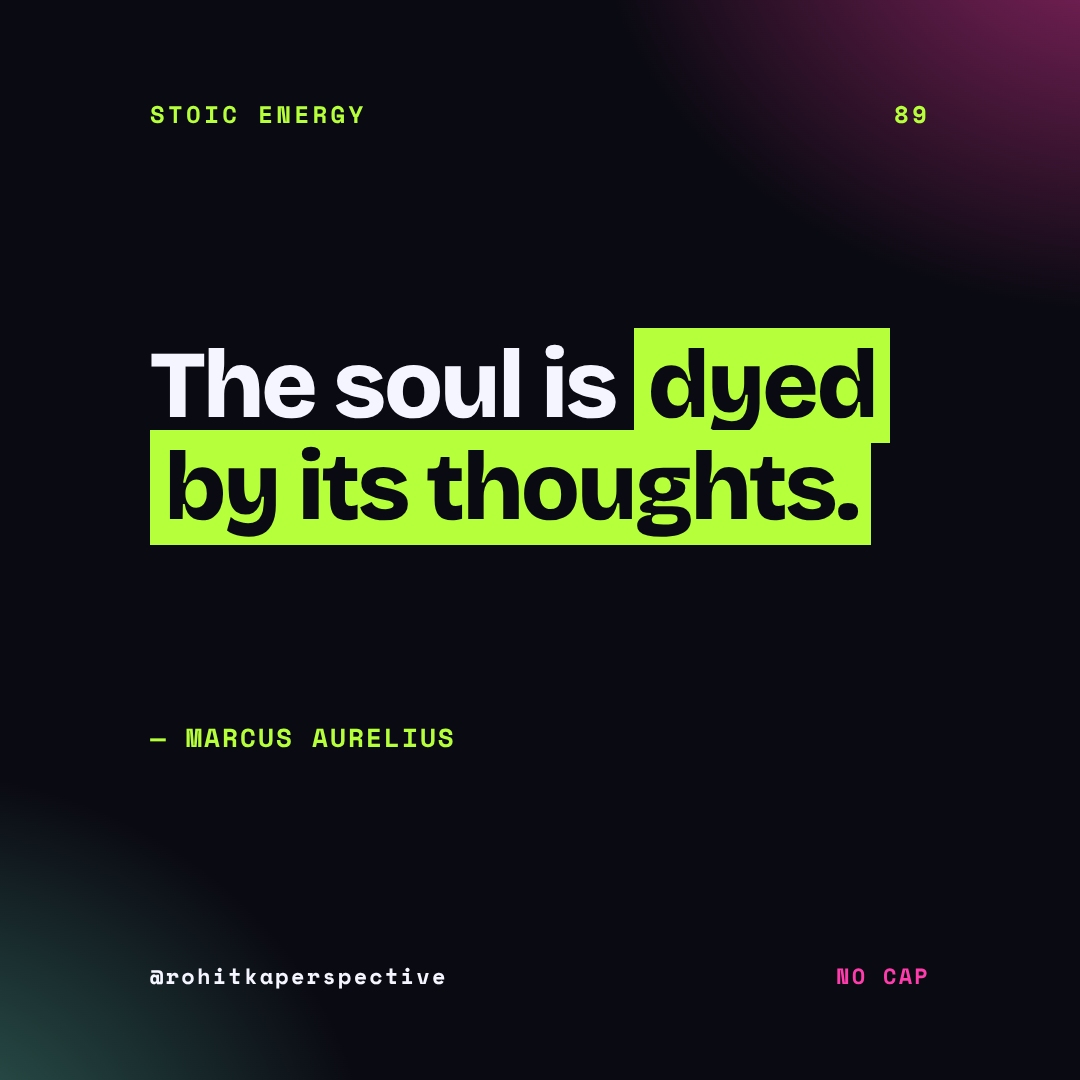 STOIC ENERGY
89
The soul is dyed
by its thoughts.
— MARCUS AURELIUS
@rohitkaperspective
NO CAP